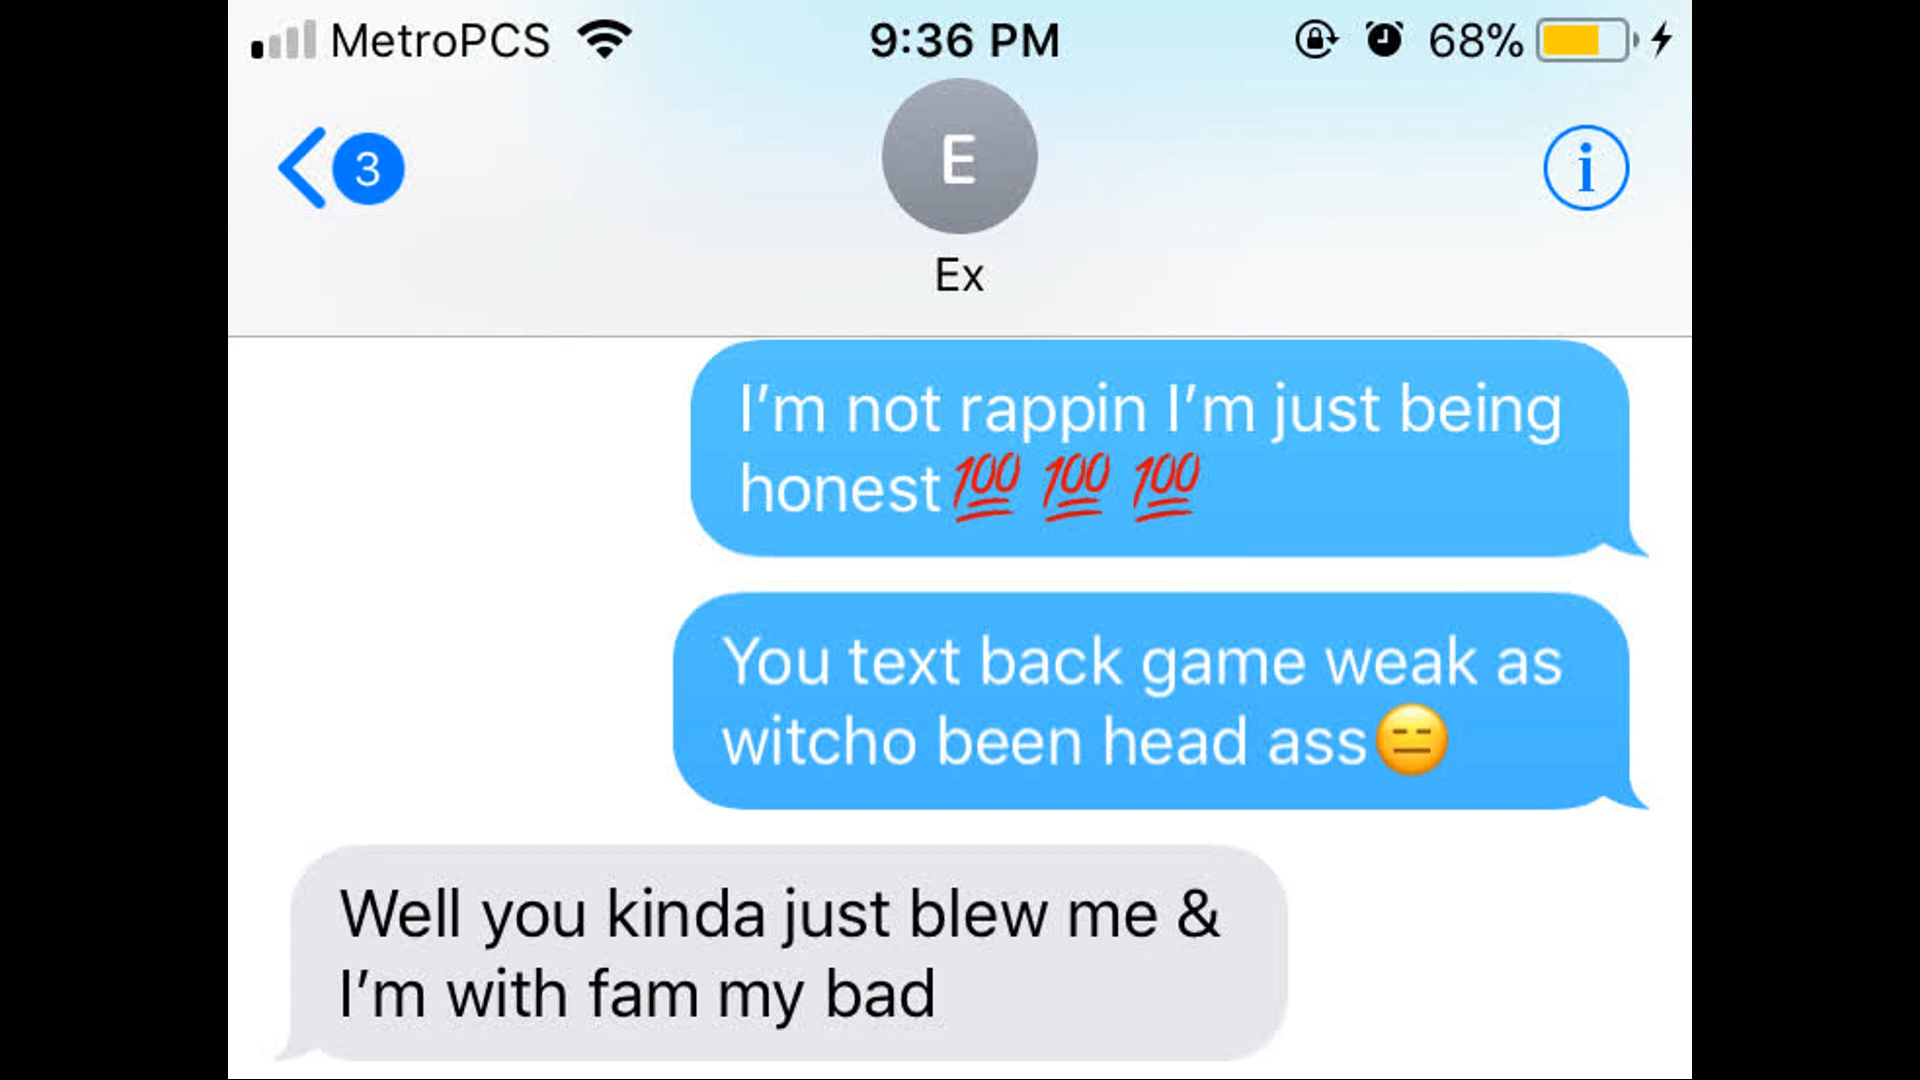 MetroPCS 9:36 PM 68%
3 E i
Ex
I’m not rappin I’m just being
honest💯 💯 💯
You text back game weak as
witcho been head ass😑
Well you kinda just blew me &
I’m with fam my bad